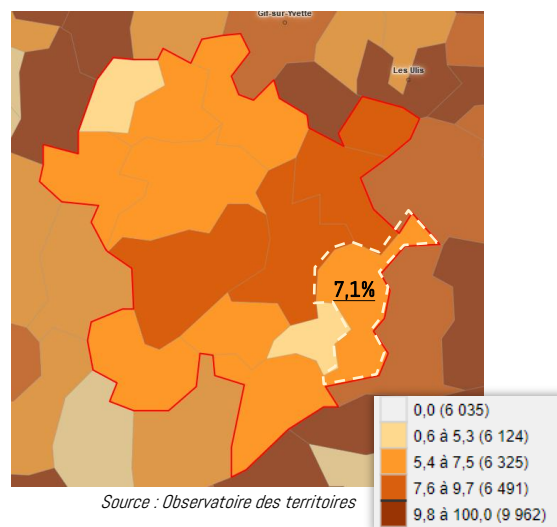 Gif-sur-Yvette
Les Ulis
7,1%
0,0 (6 035)
0,6 à 5,3 (6 124)
5,4 à 7,5 (6 325)
7,6 à 9,7 (6 491)
9,8 à 100,0 (9 962)
Source : Observatoire des territoires